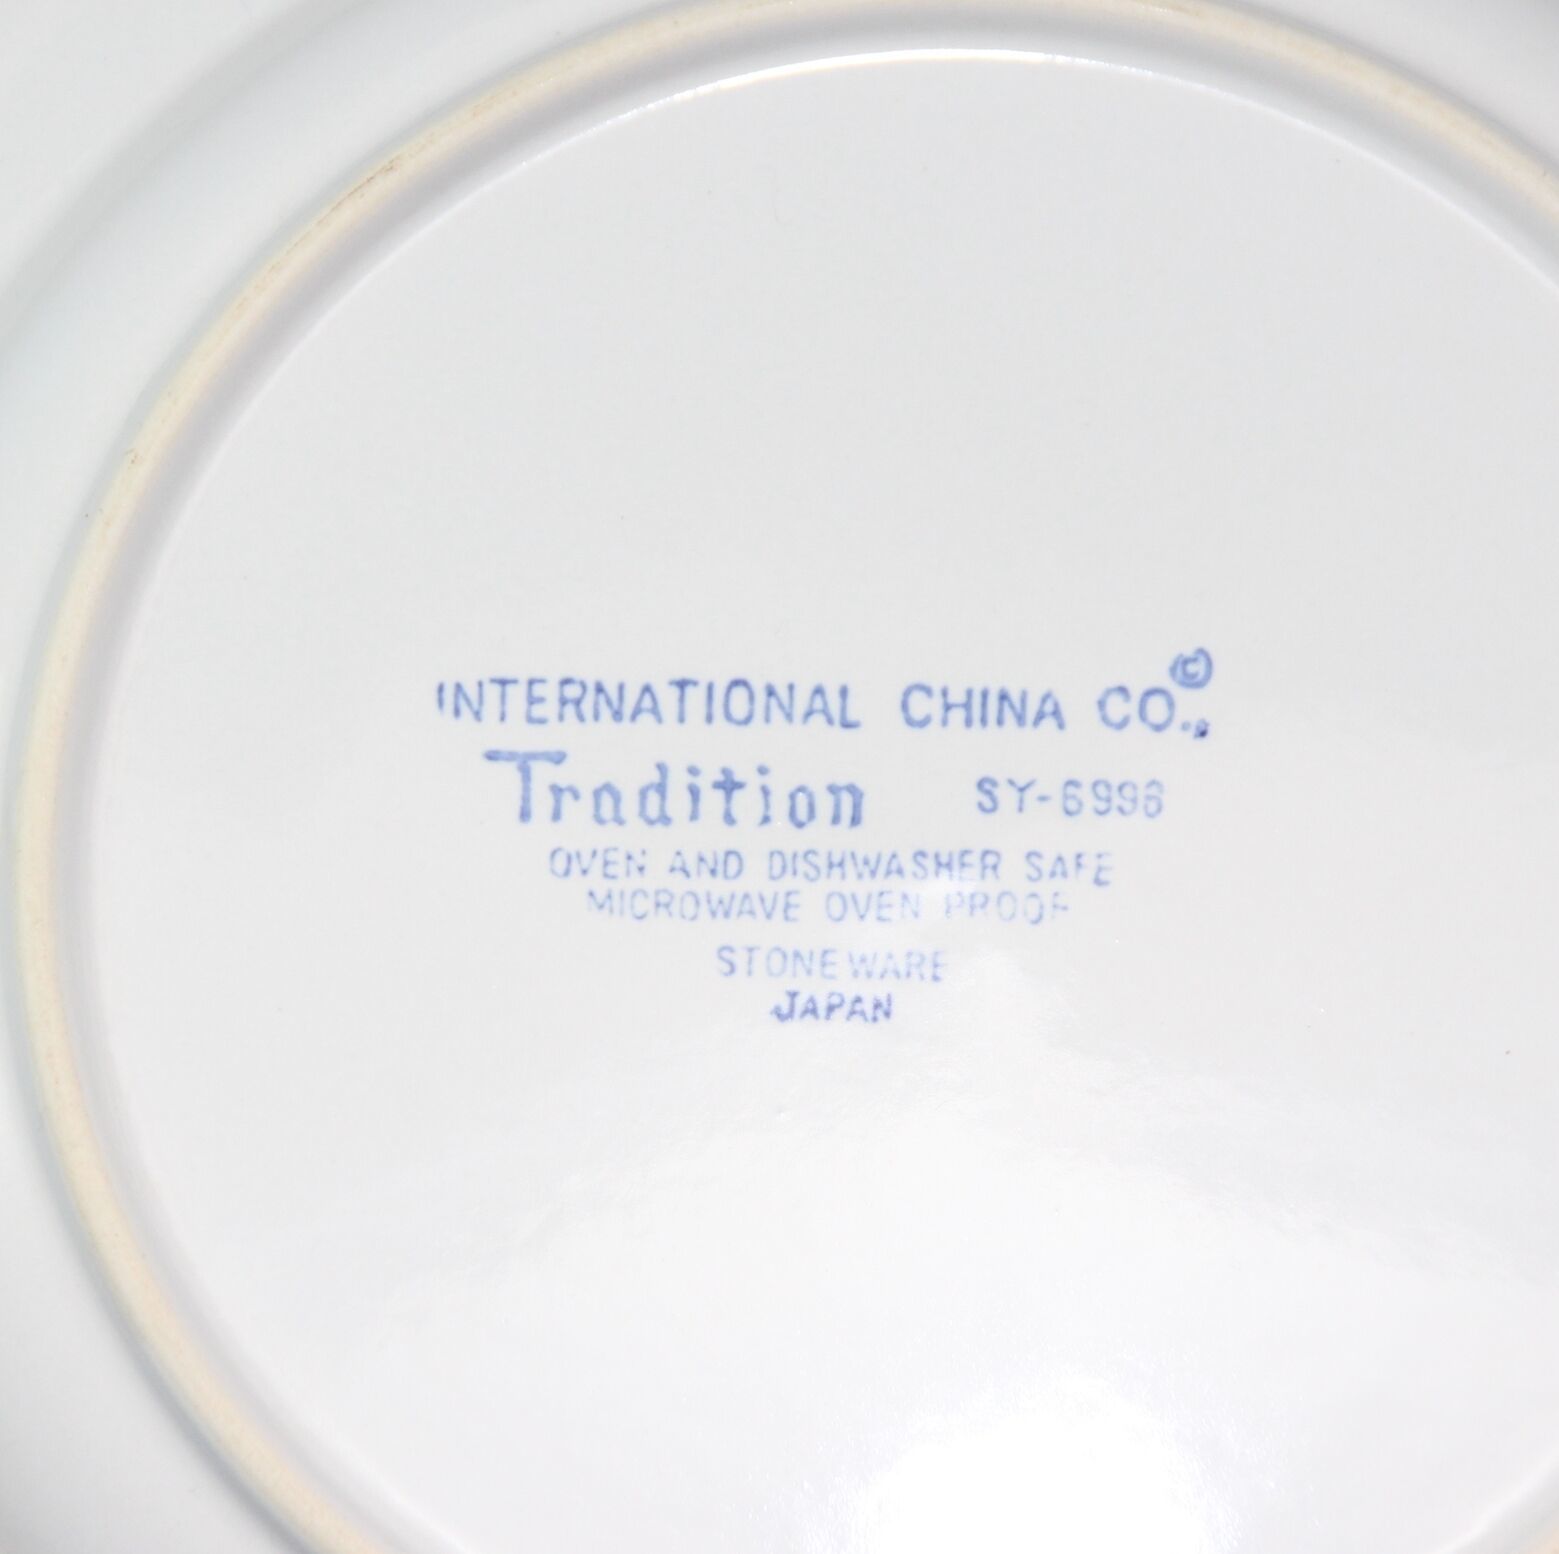 INTERNATIONAL CHINA CO.,©
Tradition SY-6996
OVEN AND DISHWASHER SAFE
MICROWAVE OVEN PROOF
STONEWARE
JAPAN